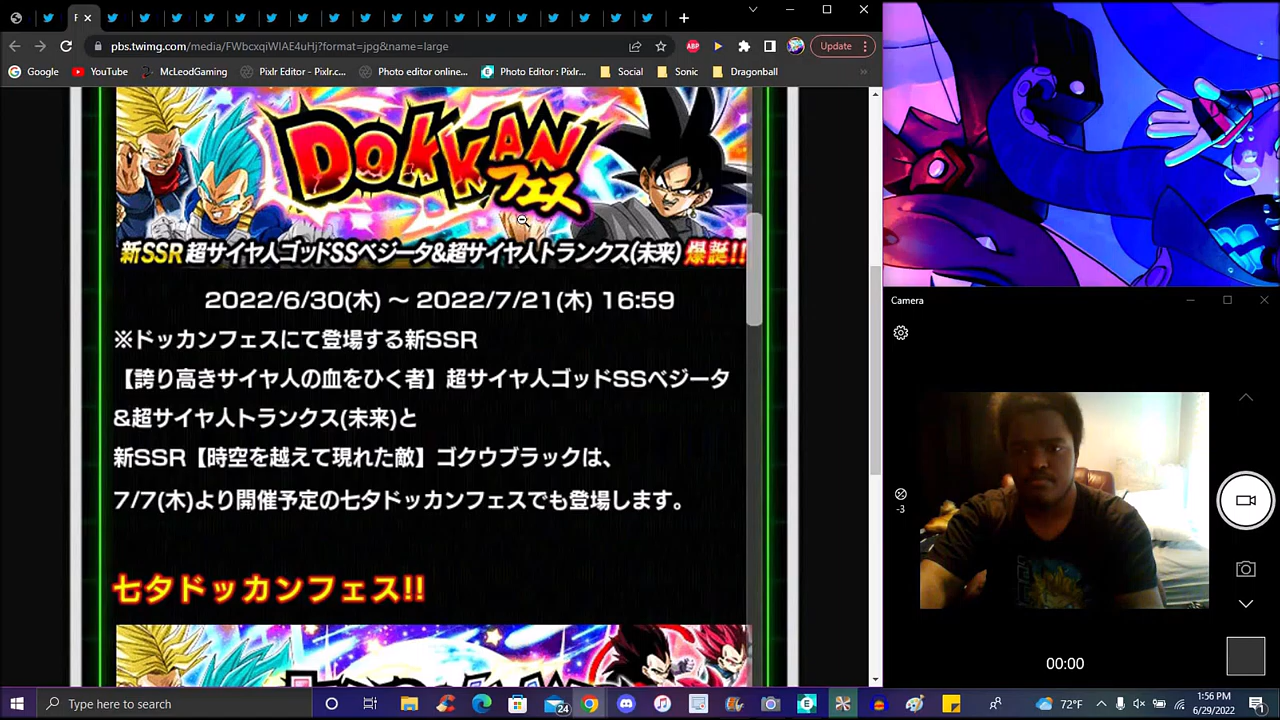 F
pbs.twimg.com/media/FWbcxqiWIAE4uHj?format=jpg&name=large
ABP
Update
Google
YouTube
McLeodGaming
Pixlr Editor - Pixlr.c...
Photo editor online...
Photo Editor : Pixlr...
Social
Sonic
Dragonball
»
DOKKAN
フェス
新SSR 超サイヤ人ゴッドSSベジータ&超サイヤ人トランクス(未来) 爆誕!!
2022/6/30(木) ～ 2022/7/21(木) 16:59
※ドッカンフェスにて登場する新SSR
【誇り高きサイヤ人の血をひく者】超サイヤ人ゴッドSSベジータ
&超サイヤ人トランクス(未来)と
新SSR【時空を越えて現れた敵】ゴクウブラックは、
7/7(木)より開催予定の七夕ドッカンフェスでも登場します。
七夕ドッカンフェス!!
Camera
-3
00:00
Type here to search
24
72°F
1:56 PM
6/29/2022